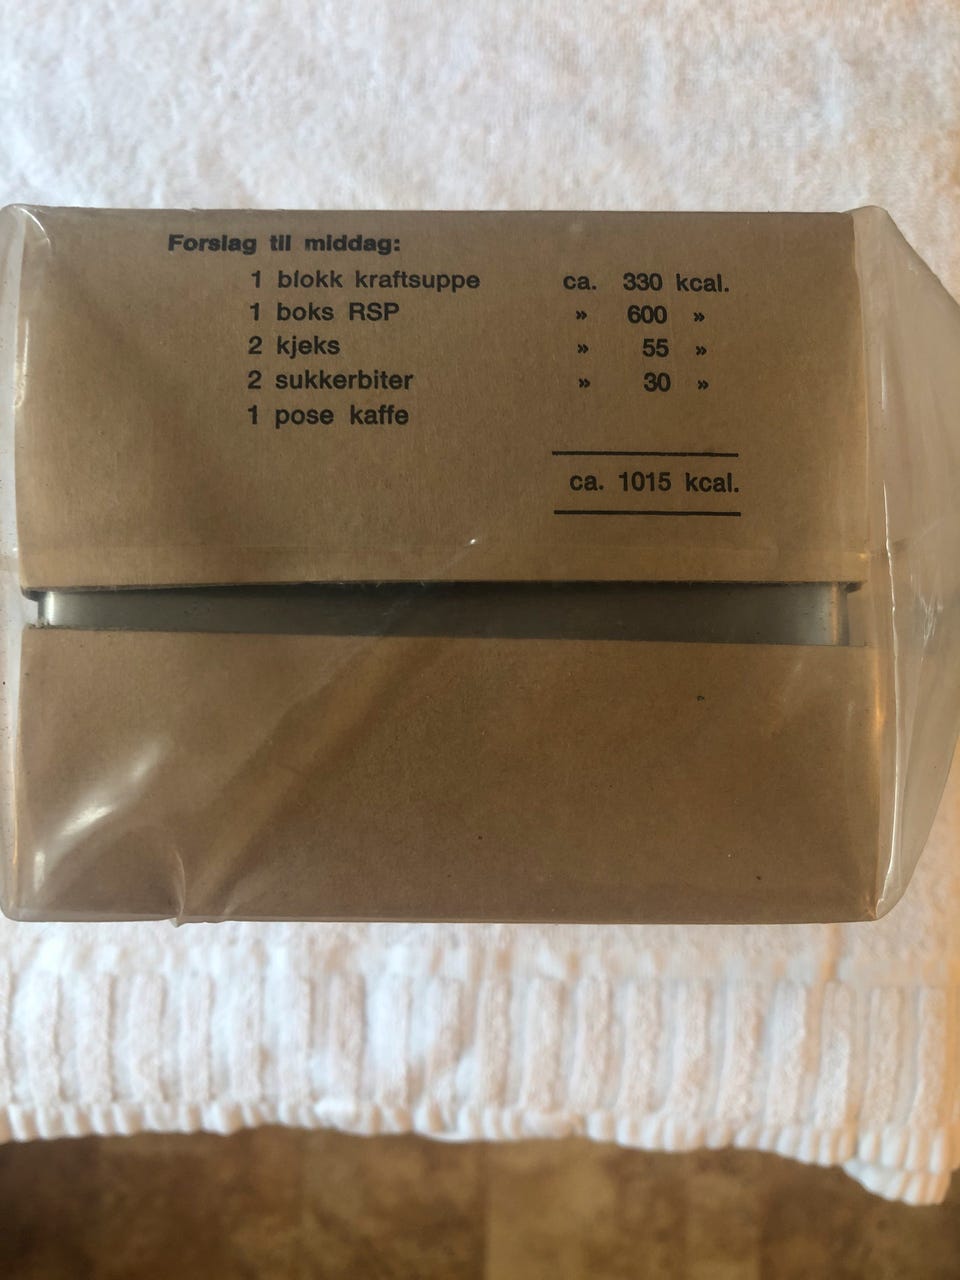 Forslag til middag:
1 blokk kraftsuppe ca. 330 kcal.
1 boks RSP » 600 »
2 kjeks » 55 »
2 sukkerbiter » 30 »
1 pose kaffe
ca. 1015 kcal.